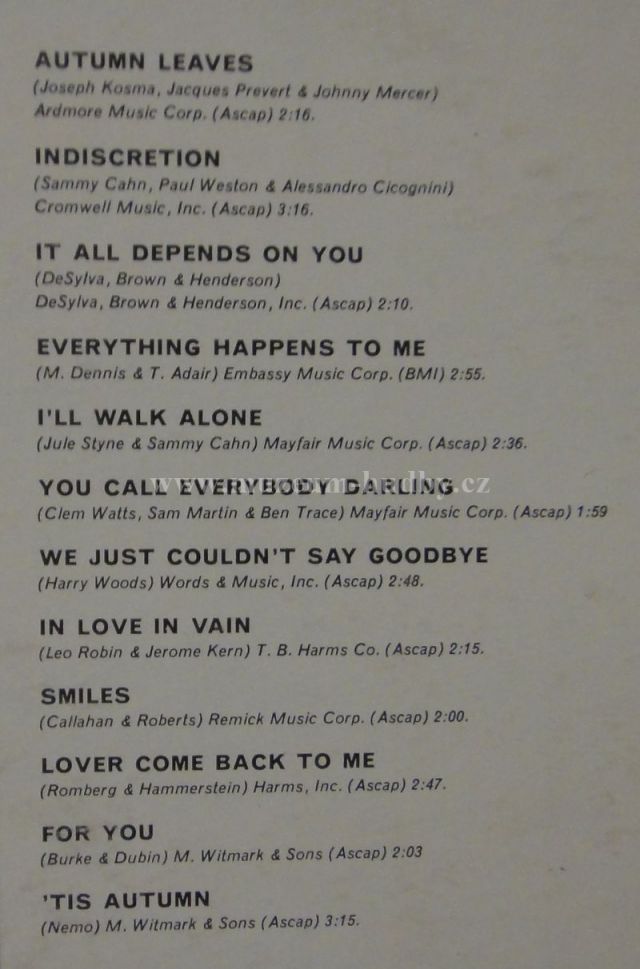 AUTUMN LEAVES
(Joseph Kosma, Jacques Prevert & Johnny Mercer)
Ardmore Music Corp. (Ascap) 2:16.
INDISCRETION
(Sammy Cahn, Paul Weston & Alessandro Cicognini)
Cromwell Music, Inc. (Ascap) 3:16.
IT ALL DEPENDS ON YOU
(DeSylva, Brown & Henderson)
DeSylva, Brown & Henderson, Inc. (Ascap) 2:10.
EVERYTHING HAPPENS TO ME
(M. Dennis & T. Adair) Embassy Music Corp. (BMI) 2:55.
I'LL WALK ALONE
(Jule Styne & Sammy Cahn) Mayfair Music Corp. (Ascap) 2:36.
YOU CALL EVERYBODY DARLING
(Clem Watts, Sam Martin & Ben Trace) Mayfair Music Corp. (Ascap) 1:59
WE JUST COULDN'T SAY GOODBYE
(Harry Woods) Words & Music, Inc. (Ascap) 2:48.
IN LOVE IN VAIN
(Leo Robin & Jerome Kern) T. B. Harms Co. (Ascap) 2:15.
SMILES
(Callahan & Roberts) Remick Music Corp. (Ascap) 2:00.
LOVER COME BACK TO ME
(Romberg & Hammerstein) Harms, Inc. (Ascap) 2:47.
FOR YOU
(Burke & Dubin) M. Witmark & Sons (Ascap) 2:03
'TIS AUTUMN
(Nemo) M. Witmark & Sons (Ascap) 3:15.